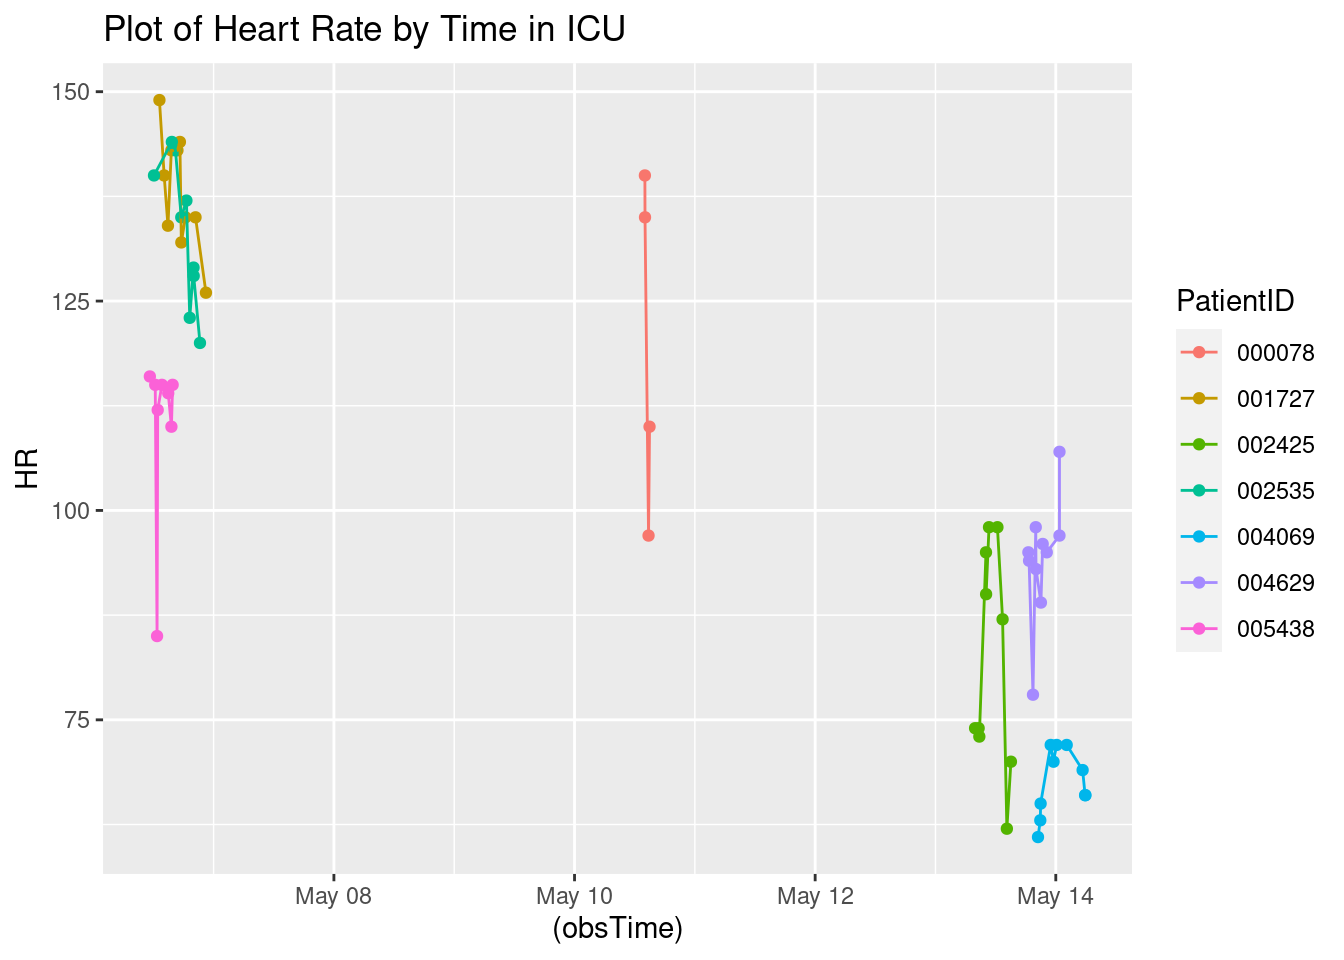 Plot of Heart Rate by Time in ICU
150
125
100
75
HR
May 08
May 10
May 12
May 14
(obsTime)
PatientID
000078
001727
002425
002535
004069
004629
005438